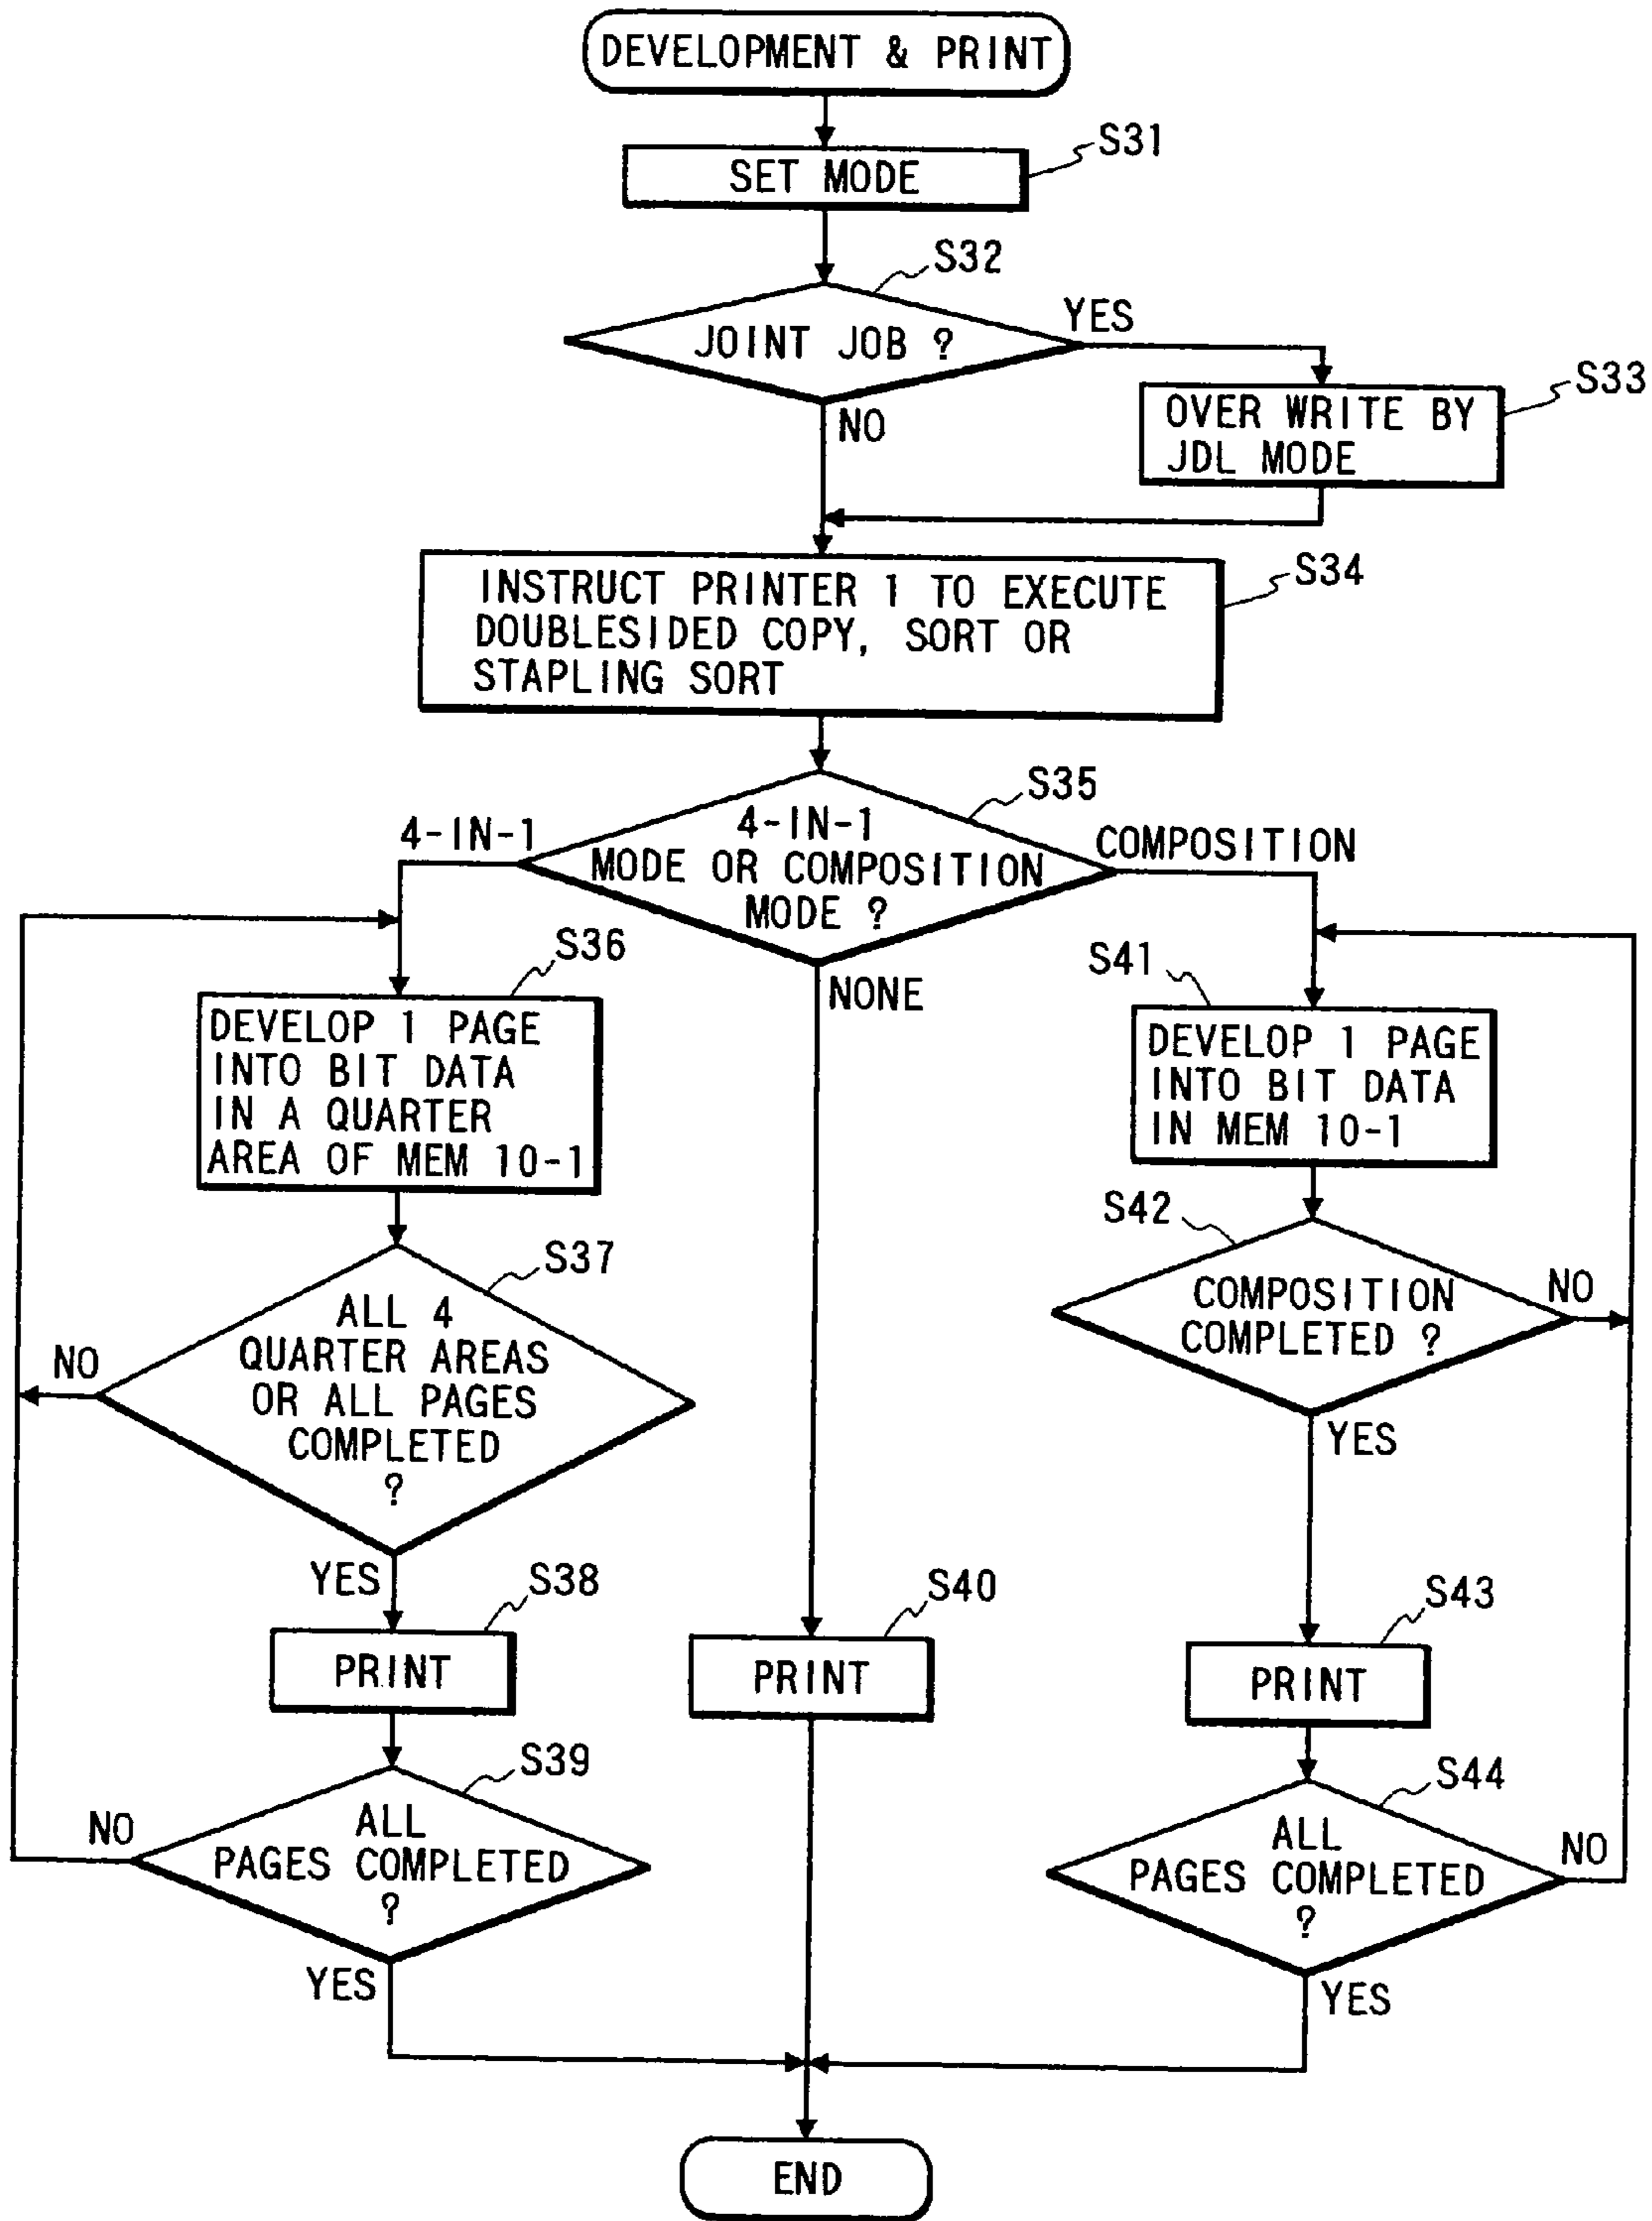 DEVELOPMENT & PRINT
S31
SET MODE
S32
JOINT JOB ?
YES
NO
S33
OVER WRITE BY
JDL MODE
S34
INSTRUCT PRINTER 1 TO EXECUTE
DOUBLESIDED COPY, SORT OR
STAPLING SORT
S35
4-IN-1
MODE OR COMPOSITION
MODE ?
4-IN-1
COMPOSITION
NONE
S36
DEVELOP 1 PAGE
INTO BIT DATA
IN A QUARTER
AREA OF MEM 10-1
S41
DEVELOP 1 PAGE
INTO BIT DATA
IN MEM 10-1
S37
ALL 4
QUARTER AREAS
OR ALL PAGES
COMPLETED
?
NO
YES
S42
COMPOSITION
COMPLETED ?
NO
YES
S38
PRINT
S40
PRINT
S43
PRINT
S39
ALL
PAGES COMPLETED
?
NO
YES
S44
ALL
PAGES COMPLETED
?
NO
YES
END